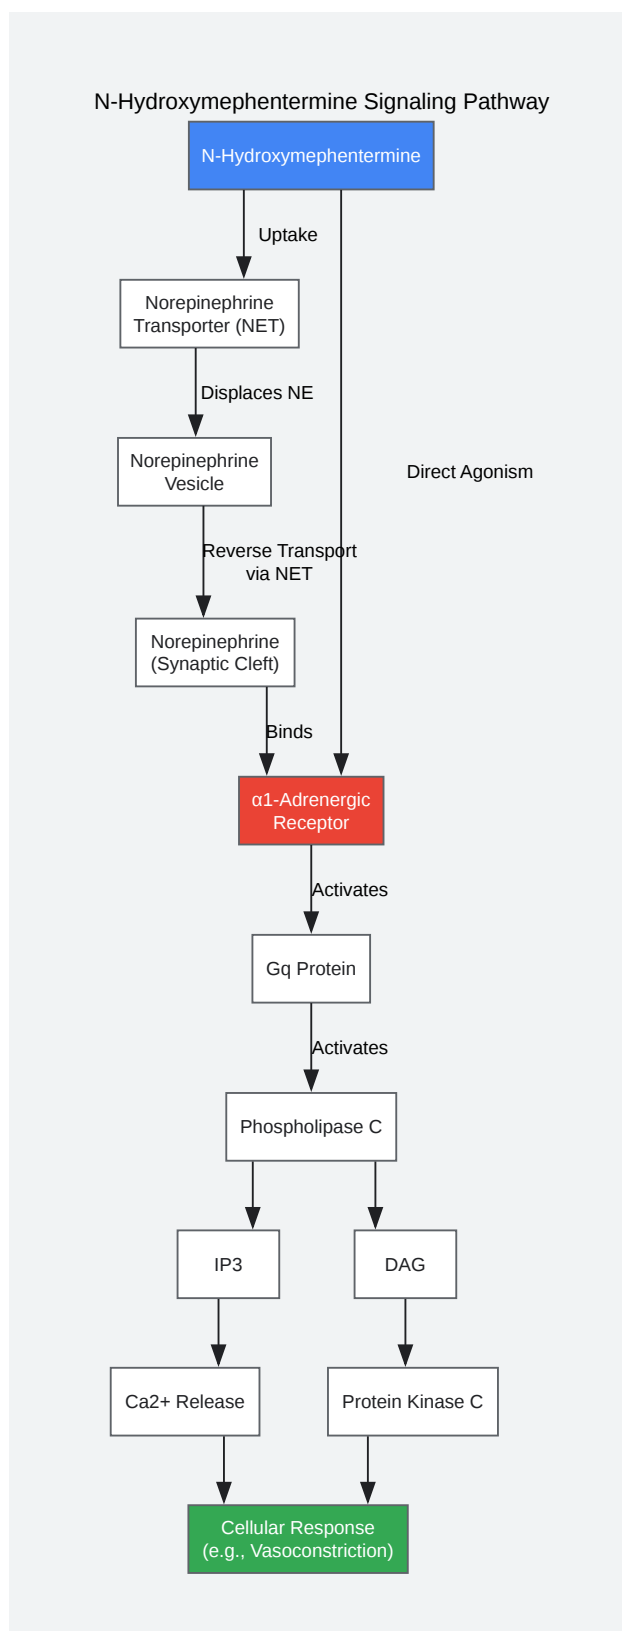 N-Hydroxymephentermine Signaling Pathway
N-Hydroxymephentermine
Uptake
Norepinephrine
Transporter (NET)
Displaces NE
Norepinephrine
Vesicle
Direct Agonism
Reverse Transport
via NET
Norepinephrine
(Synaptic Cleft)
Binds
α1-Adrenergic
Receptor
Activates
Gq Protein
Activates
Phospholipase C
IP3
DAG
Ca2+ Release
Protein Kinase C
Cellular Response
(e.g., Vasoconstriction)